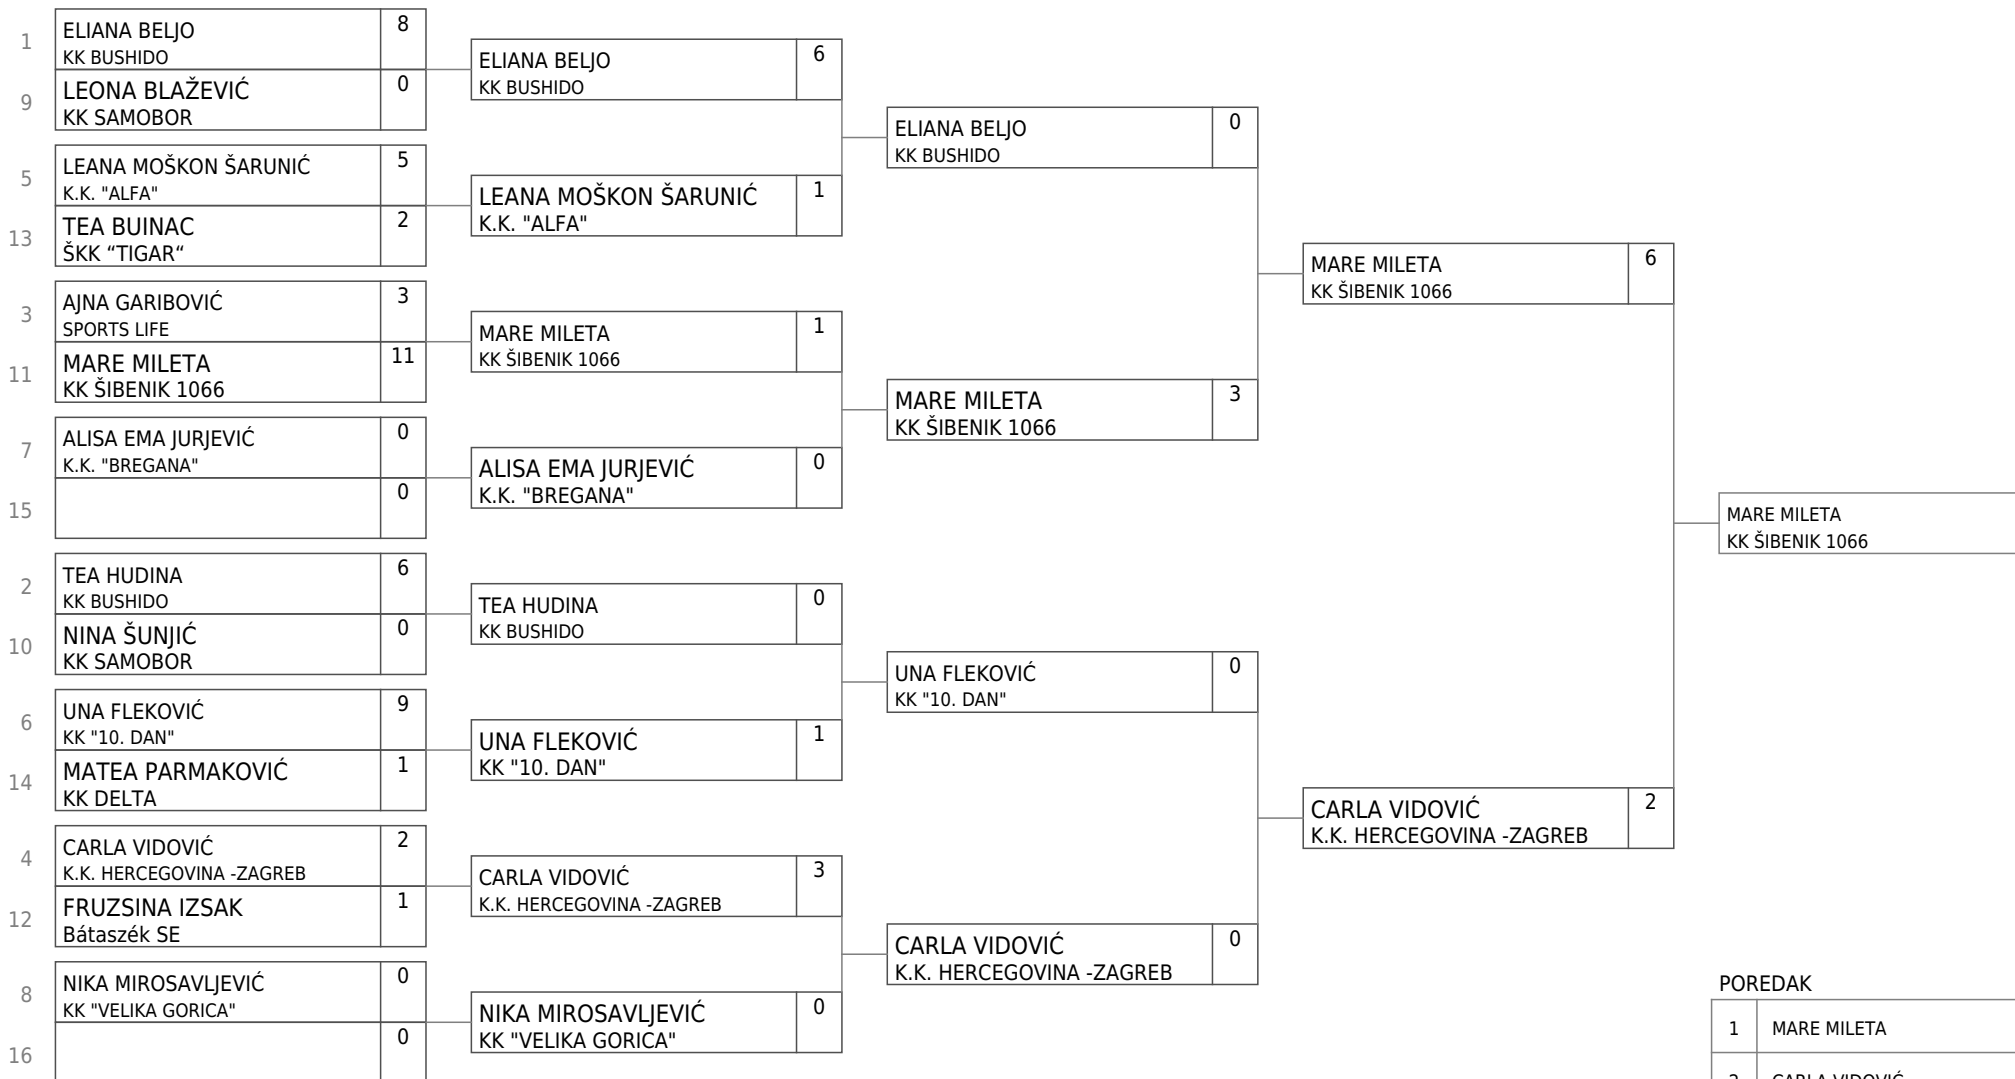 1
ELIANA BELJO
8
KK BUSHIDO
9
LEONA BLAŽEVIĆ
0
KK SAMOBOR
5
LEANA MOŠKON ŠARUNIĆ
5
K.K. "ALFA"
13
TEA BUINAC
2
ŠKK “TIGAR“
3
AJNA GARIBOVIĆ
3
SPORTS LIFE
11
MARE MILETA
11
KK ŠIBENIK 1066
7
ALISA EMA JURJEVIĆ
0
K.K. "BREGANA"
15
0
2
TEA HUDINA
6
KK BUSHIDO
10
NINA ŠUNJIĆ
0
KK SAMOBOR
6
UNA FLEKOVIĆ
9
KK "10. DAN"
14
MATEA PARMAKOVIĆ
1
KK DELTA
4
CARLA VIDOVIĆ
2
K.K. HERCEGOVINA -ZAGREB
12
FRUZSINA IZSAK
1
Bátaszék SE
8
NIKA MIROSAVLJEVIĆ
0
KK "VELIKA GORICA"
16
0
ELIANA BELJO
6
KK BUSHIDO
LEANA MOŠKON ŠARUNIĆ
1
K.K. "ALFA"
MARE MILETA
1
KK ŠIBENIK 1066
ALISA EMA JURJEVIĆ
0
K.K. "BREGANA"
TEA HUDINA
0
KK BUSHIDO
UNA FLEKOVIĆ
1
KK "10. DAN"
CARLA VIDOVIĆ
3
K.K. HERCEGOVINA -ZAGREB
NIKA MIROSAVLJEVIĆ
0
KK "VELIKA GORICA"
ELIANA BELJO
0
KK BUSHIDO
MARE MILETA
3
KK ŠIBENIK 1066
UNA FLEKOVIĆ
0
KK "10. DAN"
CARLA VIDOVIĆ
0
K.K. HERCEGOVINA -ZAGREB
MARE MILETA
6
KK ŠIBENIK 1066
CARLA VIDOVIĆ
2
K.K. HERCEGOVINA -ZAGREB
MARE MILETA
KK ŠIBENIK 1066
POREDAK
1 MARE MILETA
2 CARLA VIDOVIĆ